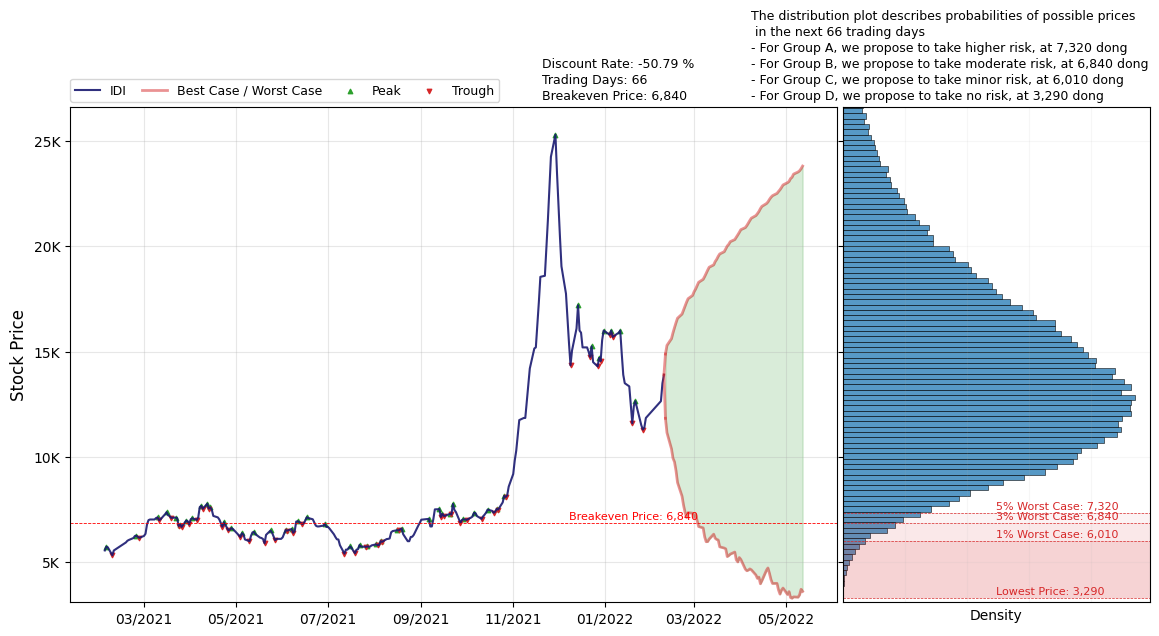 The distribution plot describes probabilities of possible prices
in the next 66 trading days
- For Group A, we propose to take higher risk, at 7,320 dong
- For Group B, we propose to take moderate risk, at 6,840 dong
- For Group C, we propose to take minor risk, at 6,010 dong
- For Group D, we propose to take no risk, at 3,290 dong
Discount Rate: -50.79 %
Trading Days: 66
Breakeven Price: 6,840
IDI
Best Case / Worst Case
Peak
Trough
Stock Price
25K
20K
15K
10K
5K
Breakeven Price: 6,840
5% Worst Case: 7,320
3% Worst Case: 6,840
1% Worst Case: 6,010
Lowest Price: 3,290
03/2021
05/2021
07/2021
09/2021
11/2021
01/2022
03/2022
05/2022
Density